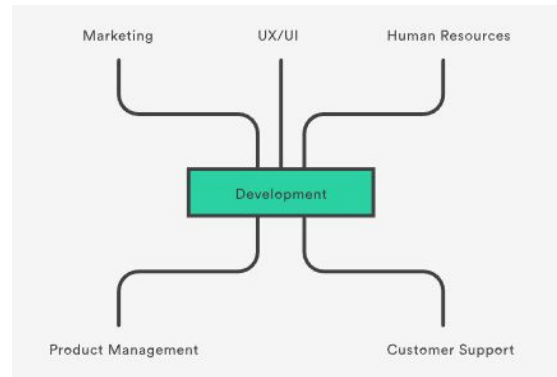 Marketing
UX/UI
Human Resources
Development
Product Management
Customer Support